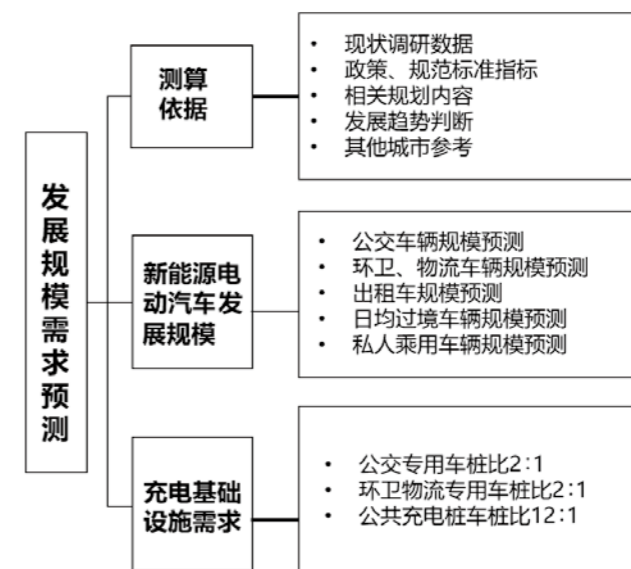 发展规模需求预测
测算
依据
现状调研数据
政策、规范标准指标
相关规划内容
发展趋势判断
其他城市参考
新能源电
动汽车发
展规模
公交车辆规模预测
环卫、物流车辆规模预测
出租车规模预测
日均过境车辆规模预测
私人乘用车辆规模预测
充电基础
设施需求
公交专用车桩比2:1
环卫物流专用车桩比2:1
公共充电桩车桩比12:1